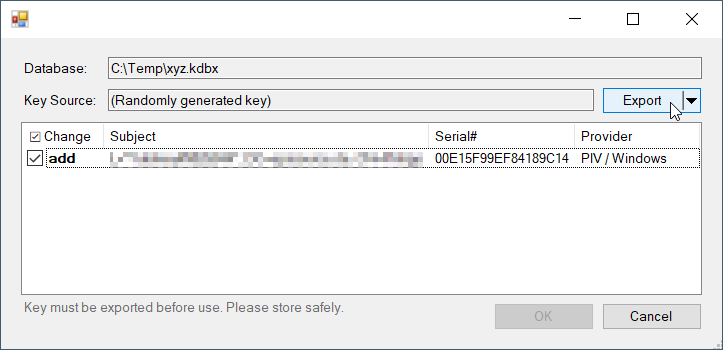 Database: C:\Temp\xyz.kdbx
Key Source: (Randomly generated key) Export
Change Subject Serial# Provider
add 00E15F99EF84189C14 PIV / Windows
Key must be exported before use. Please store safely. OK Cancel